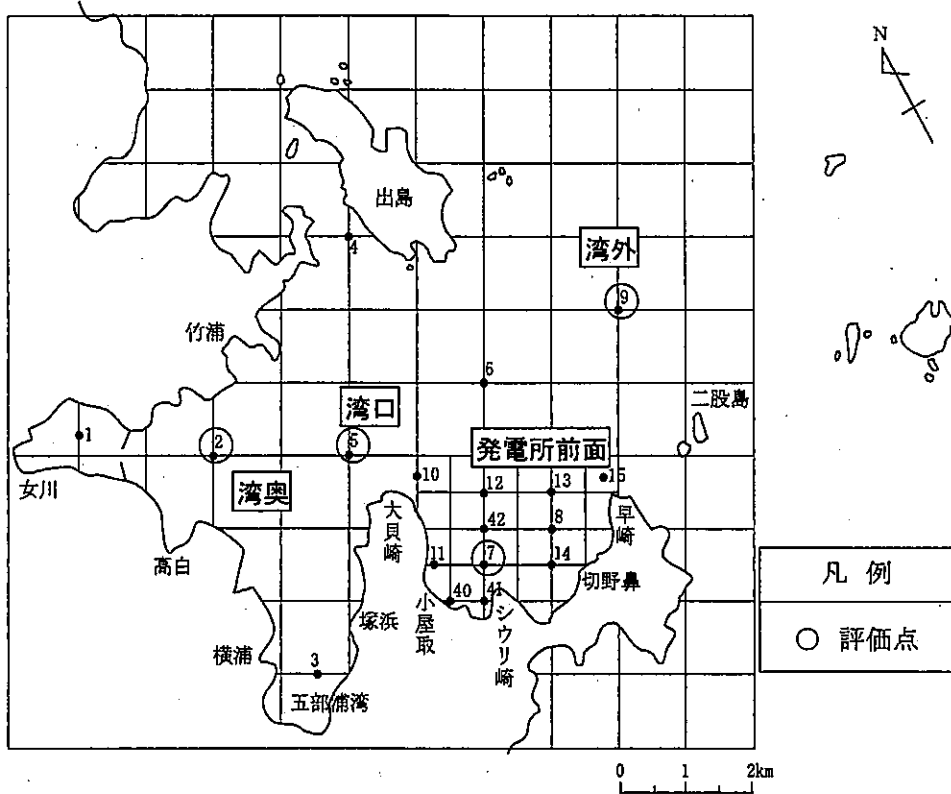 N
出島
4
湾外
9
竹浦
6
二股島
湾口
1
2
5
発電所前面
女川
湾奥
10
12
13
15
大貝崎
42
8
早崎
高白
11
7
14
切野鼻
凡例
40
41
小屋取
シウリ崎
塚浜
横浦
3
五部浦湾
○ 評価点
0 1 2km